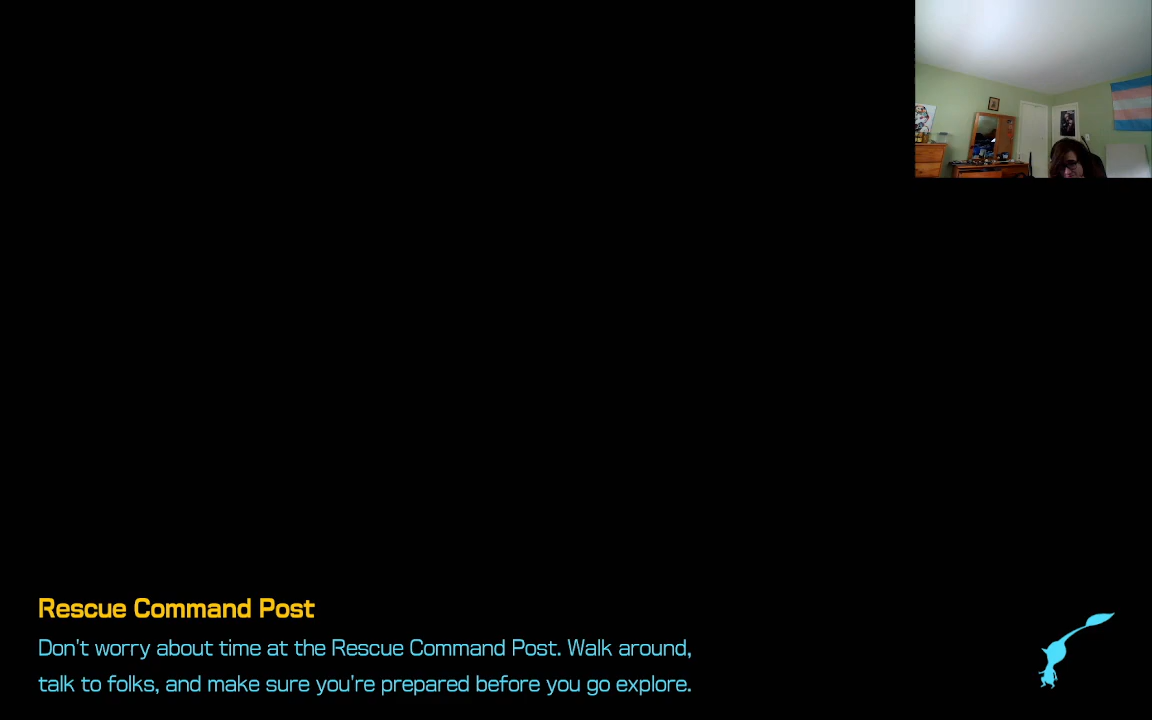 Rescue Command Post
Don't worry about time at the Rescue Command Post. Walk around,
talk to folks, and make sure you're prepared before you go explore.